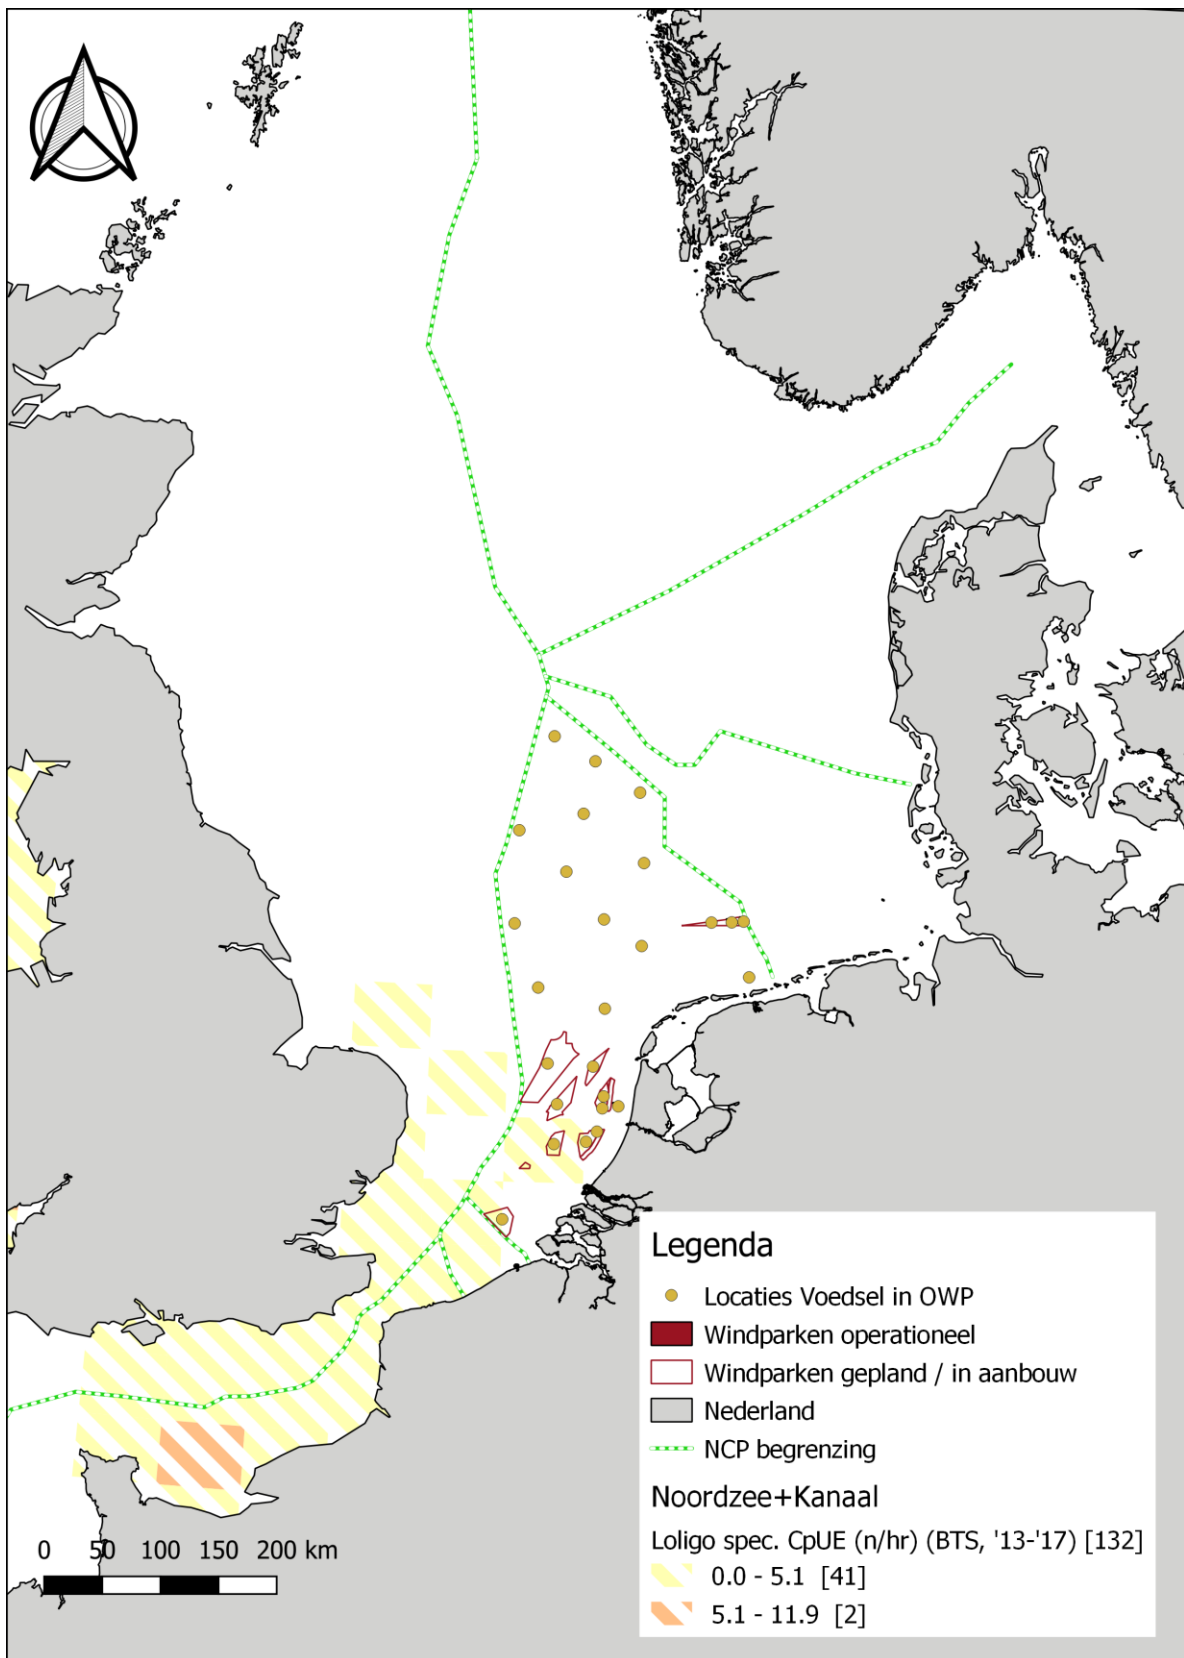 Legenda
Locaties Voedsel in OWP
Windparken operationeel
Windparken gepland / in aanbouw
Nederland
NCP begrenzing
Noordzee+Kanaal
Loligo spec. CpUE (n/hr) (BTS, '13-'17) [132]
0.0 - 5.1 [41]
5.1 - 11.9 [2]
0 50 100 150 200 km